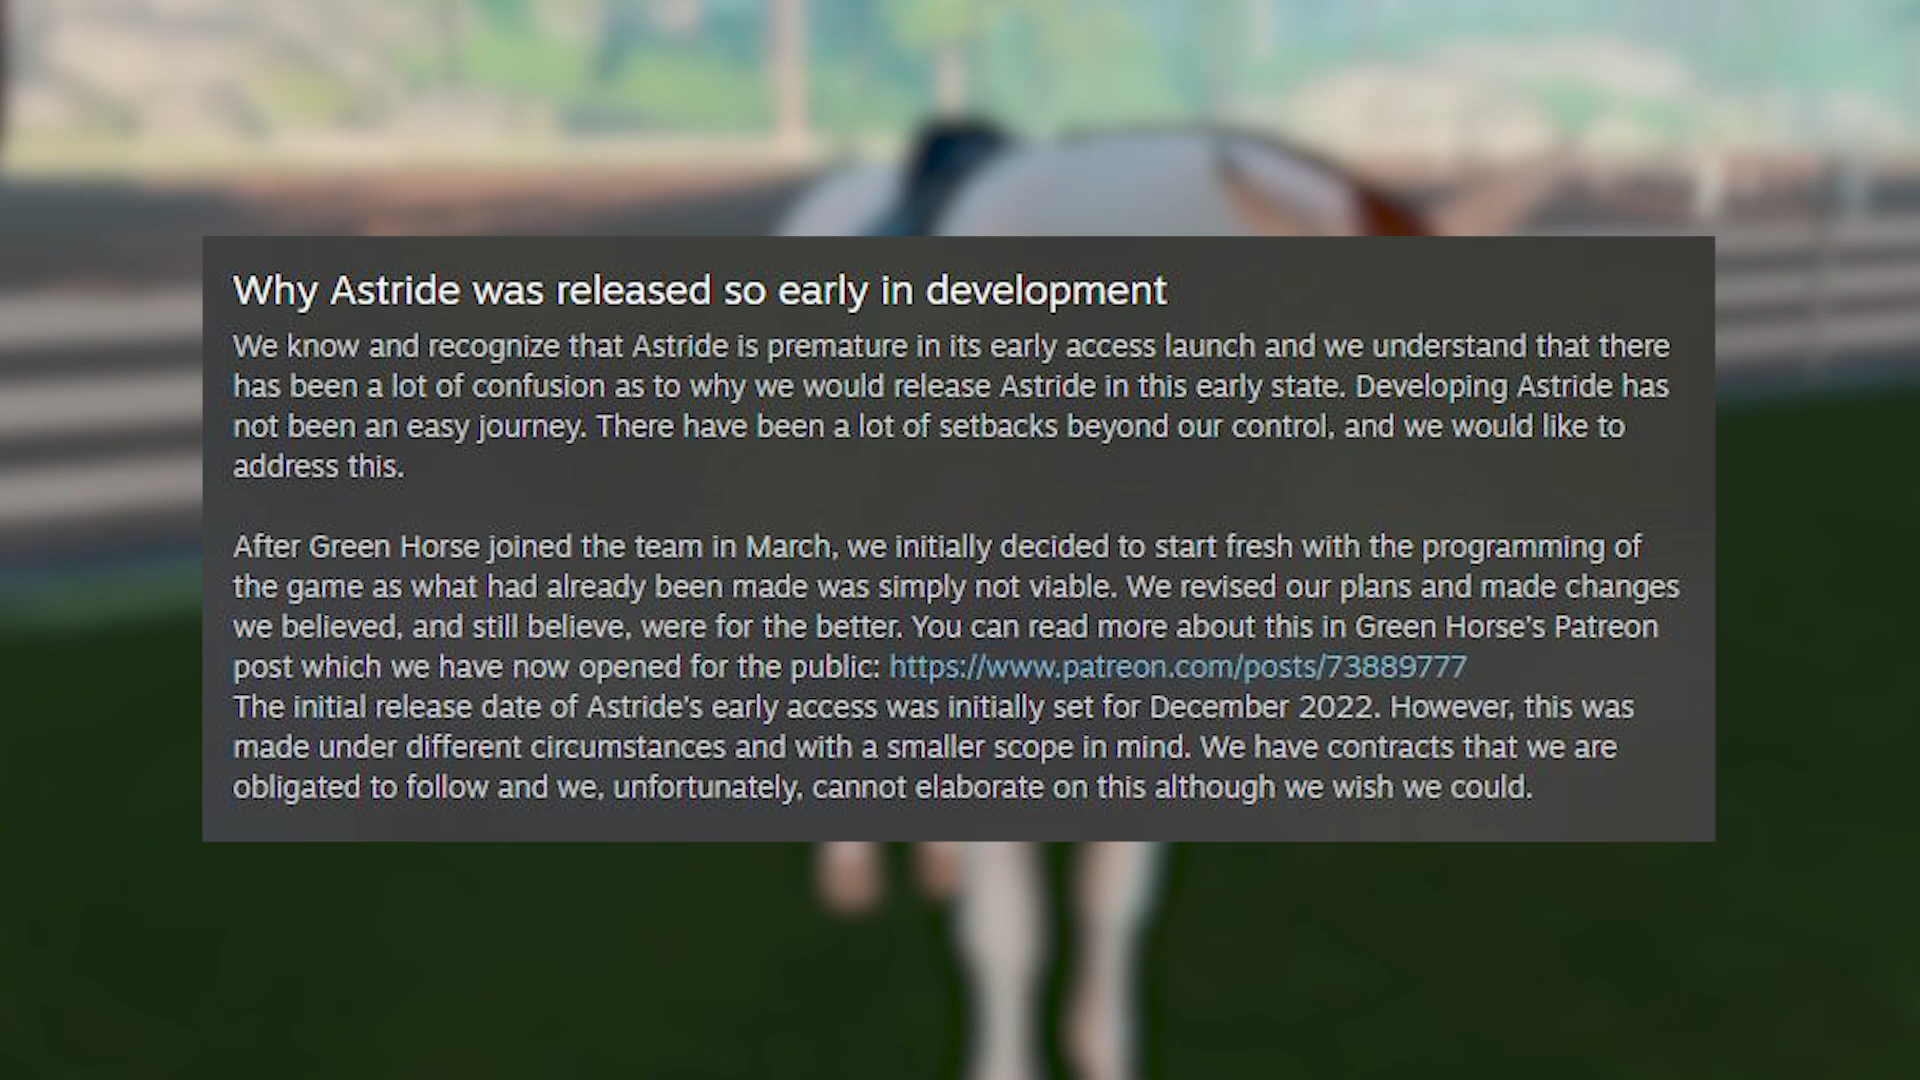 Why Astride was released so early in development
We know and recognize that Astride is premature in its early access launch and we understand that there
has been a lot of confusion as to why we would release Astride in this early state. Developing Astride has
not been an easy journey. There have been a lot of setbacks beyond our control, and we would like to
address this.
After Green Horse joined the team in March, we initially decided to start fresh with the programming of
the game as what had already been made was simply not viable. We revised our plans and made changes
we believed, and still believe, were for the better. You can read more about this in Green Horse's Patreon
post which we have now opened for the public: https://www.patreon.com/posts/73889777
The initial release date of Astride's early access was initially set for December 2022. However, this was
made under different circumstances and with a smaller scope in mind. We have contracts that we are
obligated to follow and we, unfortunately, cannot elaborate on this although we wish we could.